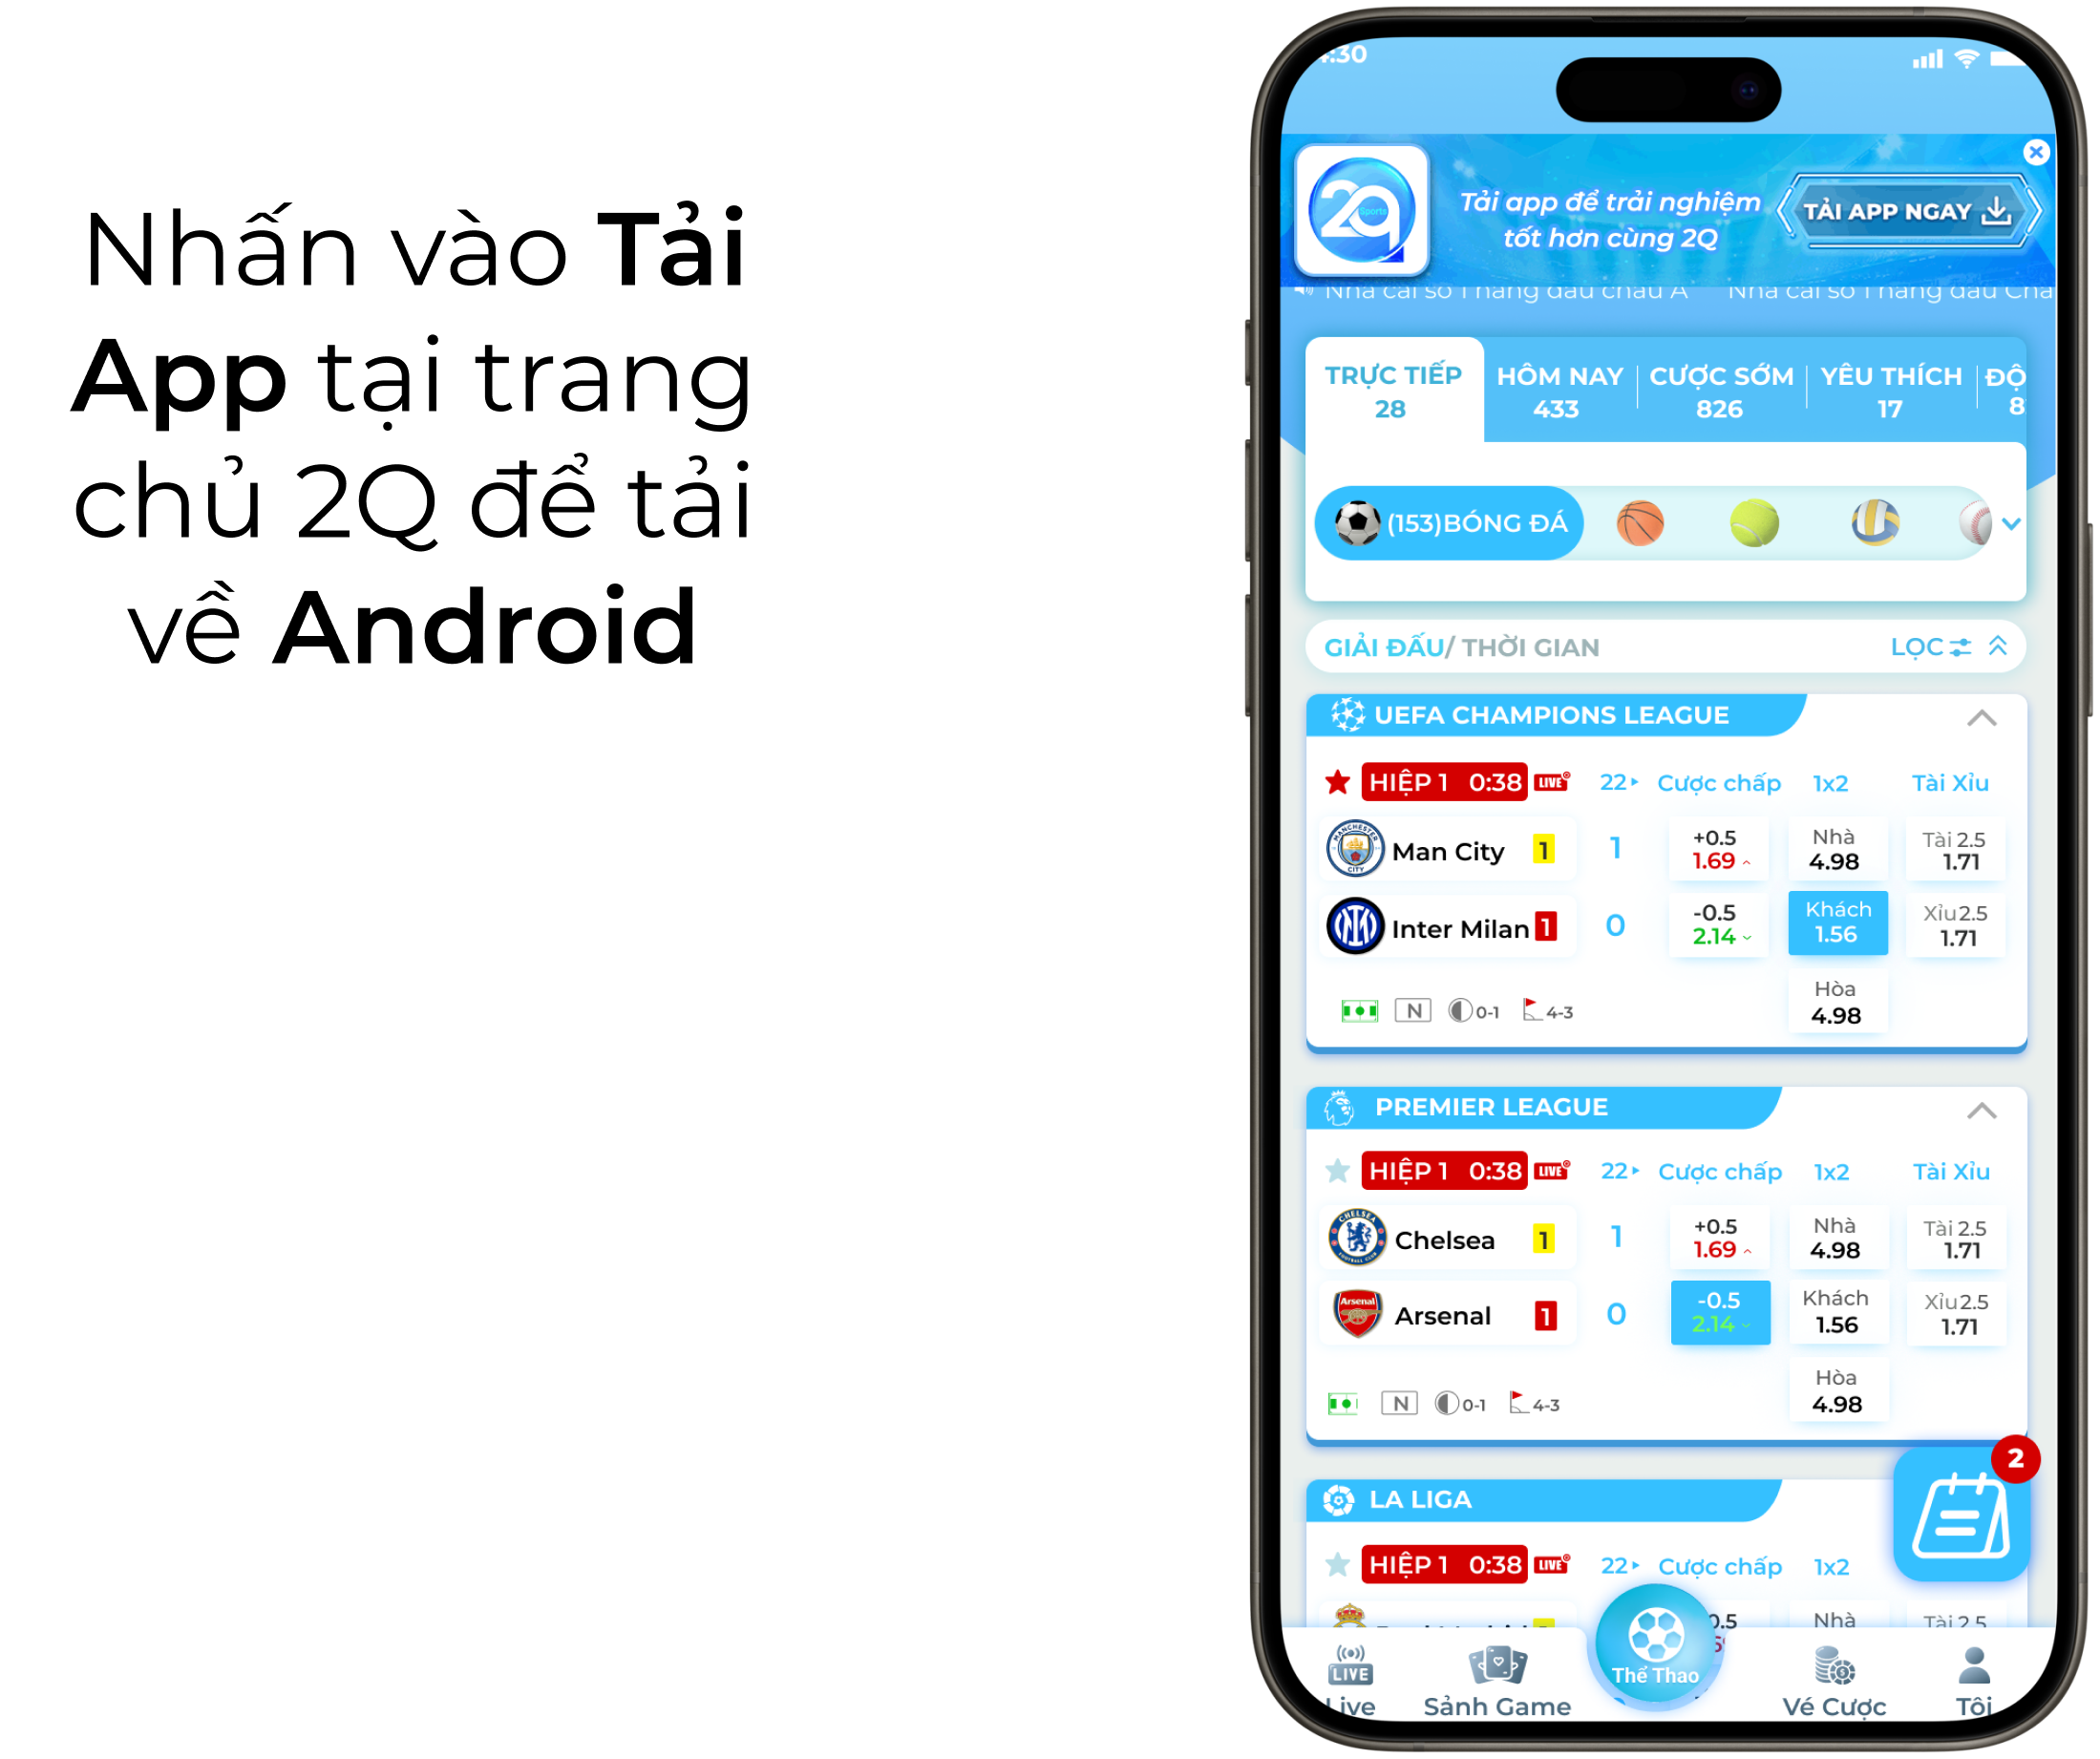 Nhấn vào Tải
App tại trang
chủ 2Q để tải
về Android
:30
2Q
Sports
Tải app để trải nghiệm
tốt hơn cùng 2Q
TẢI APP NGAY
Nhà cái số 1 hàng đầu châu Á Nhà cái số 1 hàng đầu Châ
TRỰC TIẾP HÔM NAY CƯỢC SỚM YÊU THÍCH ĐỘ
28 433 826 17 8
(153)BÓNG ĐÁ
GIẢI ĐẤU/ THỜI GIAN LỌC
UEFA CHAMPIONS LEAGUE
HIỆP 1 0:38 LIVE 22 Cược chấp 1x2 Tài Xỉu
MANCHESTER CITY
Man City 1 1 +0.5 Nhà Tài 2.5
1.69 4.98 1.71
Inter Milan 1 0 -0.5 Khách Xỉu 2.5
2.14 1.56 1.71
N 0-1 4-3 Hòa
4.98
PREMIER LEAGUE
HIỆP 1 0:38 LIVE 22 Cược chấp 1x2 Tài Xỉu
CHELSEA FOOTBALL CLUB
Chelsea 1 1 +0.5 Nhà Tài 2.5
1.69 4.98 1.71
Arsenal
Arsenal 1 0 -0.5 Khách Xỉu 2.5
2.14 1.56 1.71
N 0-1 4-3 Hòa
4.98
2
LA LIGA
HIỆP 1 0:38 LIVE 22 Cược chấp 1x2
0.5 Nhà Tài 2.5
LIVE
Thể Thao
Live Sảnh Game Vé Cược Tôi